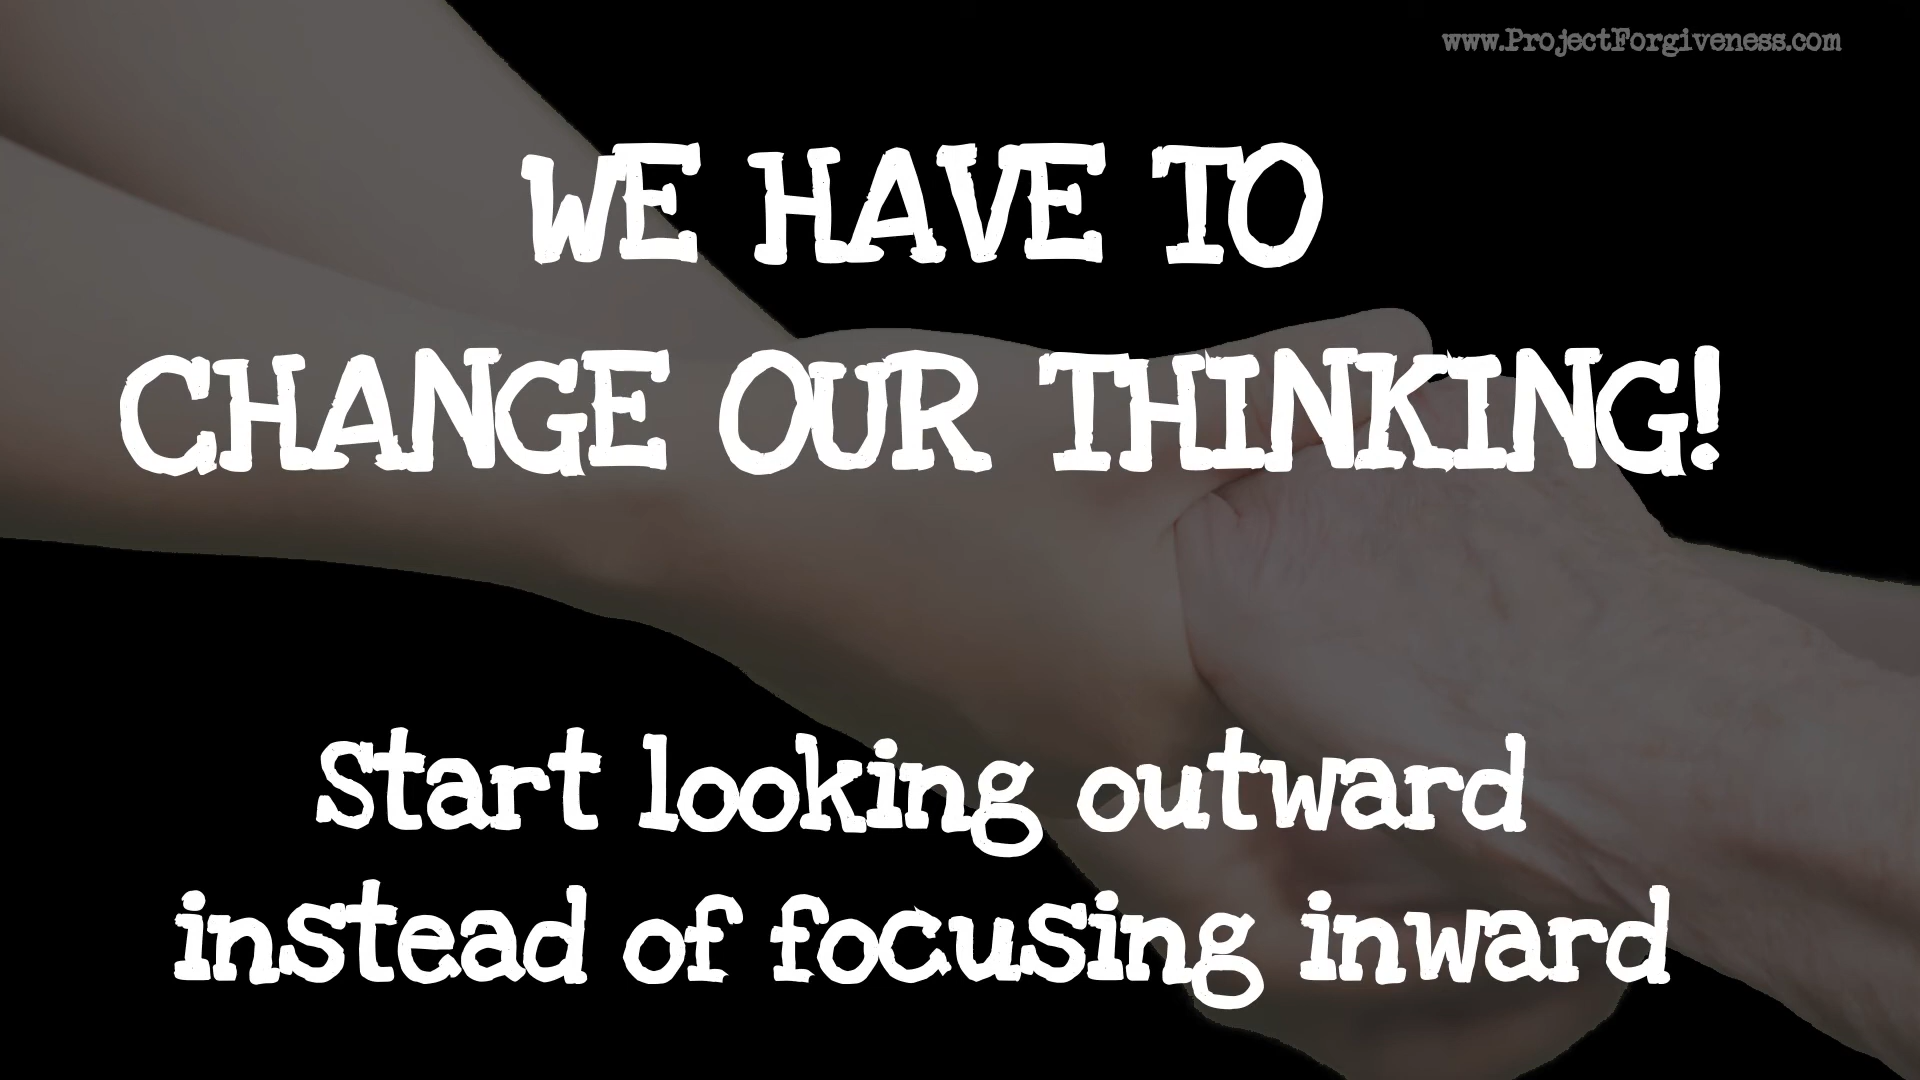 www.ProjectForgiveness.com
WE HAVE TO
CHANGE OUR THINKING!
Start looking outward
instead of focusing inward